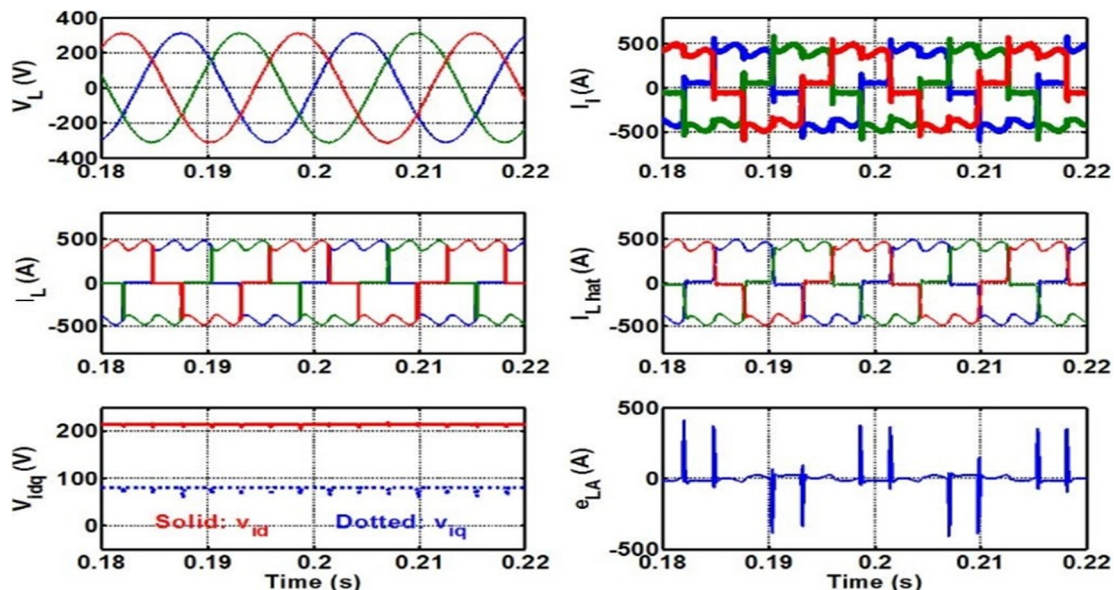 400
200
0
-200
-400
V_L (V)
0.18 0.19 0.2 0.21 0.22
500
0
-500
I_i (A)
0.18 0.19 0.2 0.21 0.22
500
0
-500
I_L (A)
0.18 0.19 0.2 0.21 0.22
500
0
-500
I_L hat (A)
0.18 0.19 0.2 0.21 0.22
200
100
0
V_idq (V)
Solid: v_id Dotted: v_iq
0.18 0.19 0.2 0.21 0.22
Time (s)
500
0
-500
e_LA (A)
0.18 0.19 0.2 0.21 0.22
Time (s)